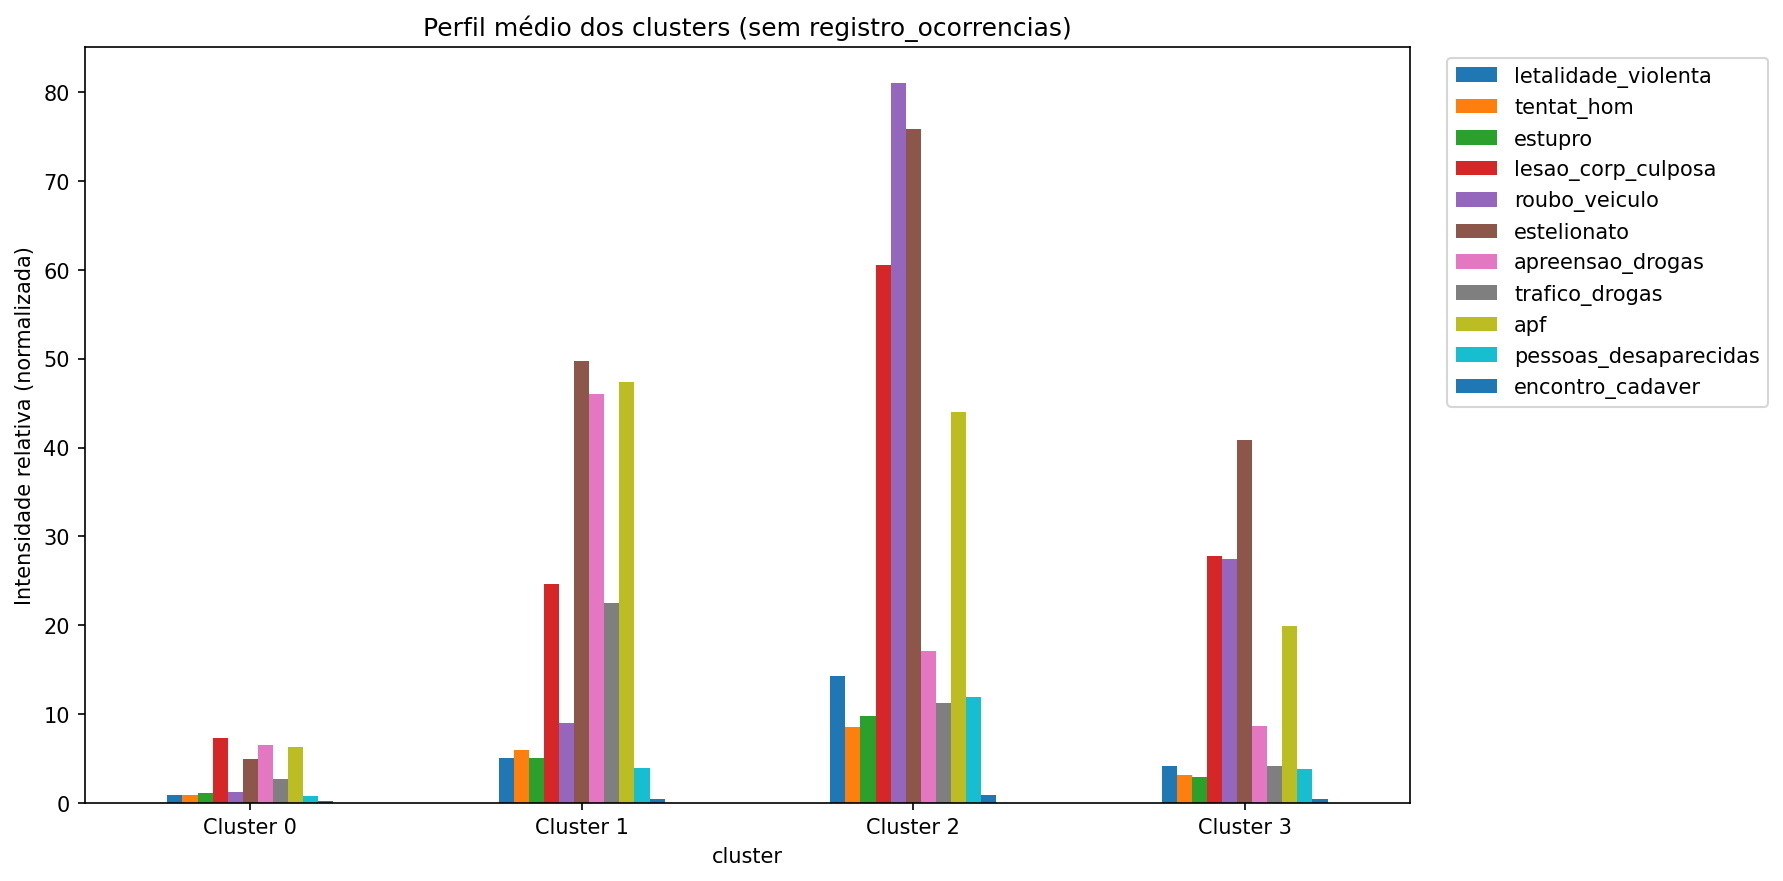 Perfil médio dos clusters (sem registro_ocorrencias)
Intensidade relativa (normalizada)
80
70
60
50
40
30
20
10
0
Cluster 0
Cluster 1
Cluster 2
Cluster 3
cluster
letalidade_violenta
tentat_hom
estupro
lesao_corp_culposa
roubo_veiculo
estelionato
apreensao_drogas
trafico_drogas
apf
pessoas_desaparecidas
encontro_cadaver